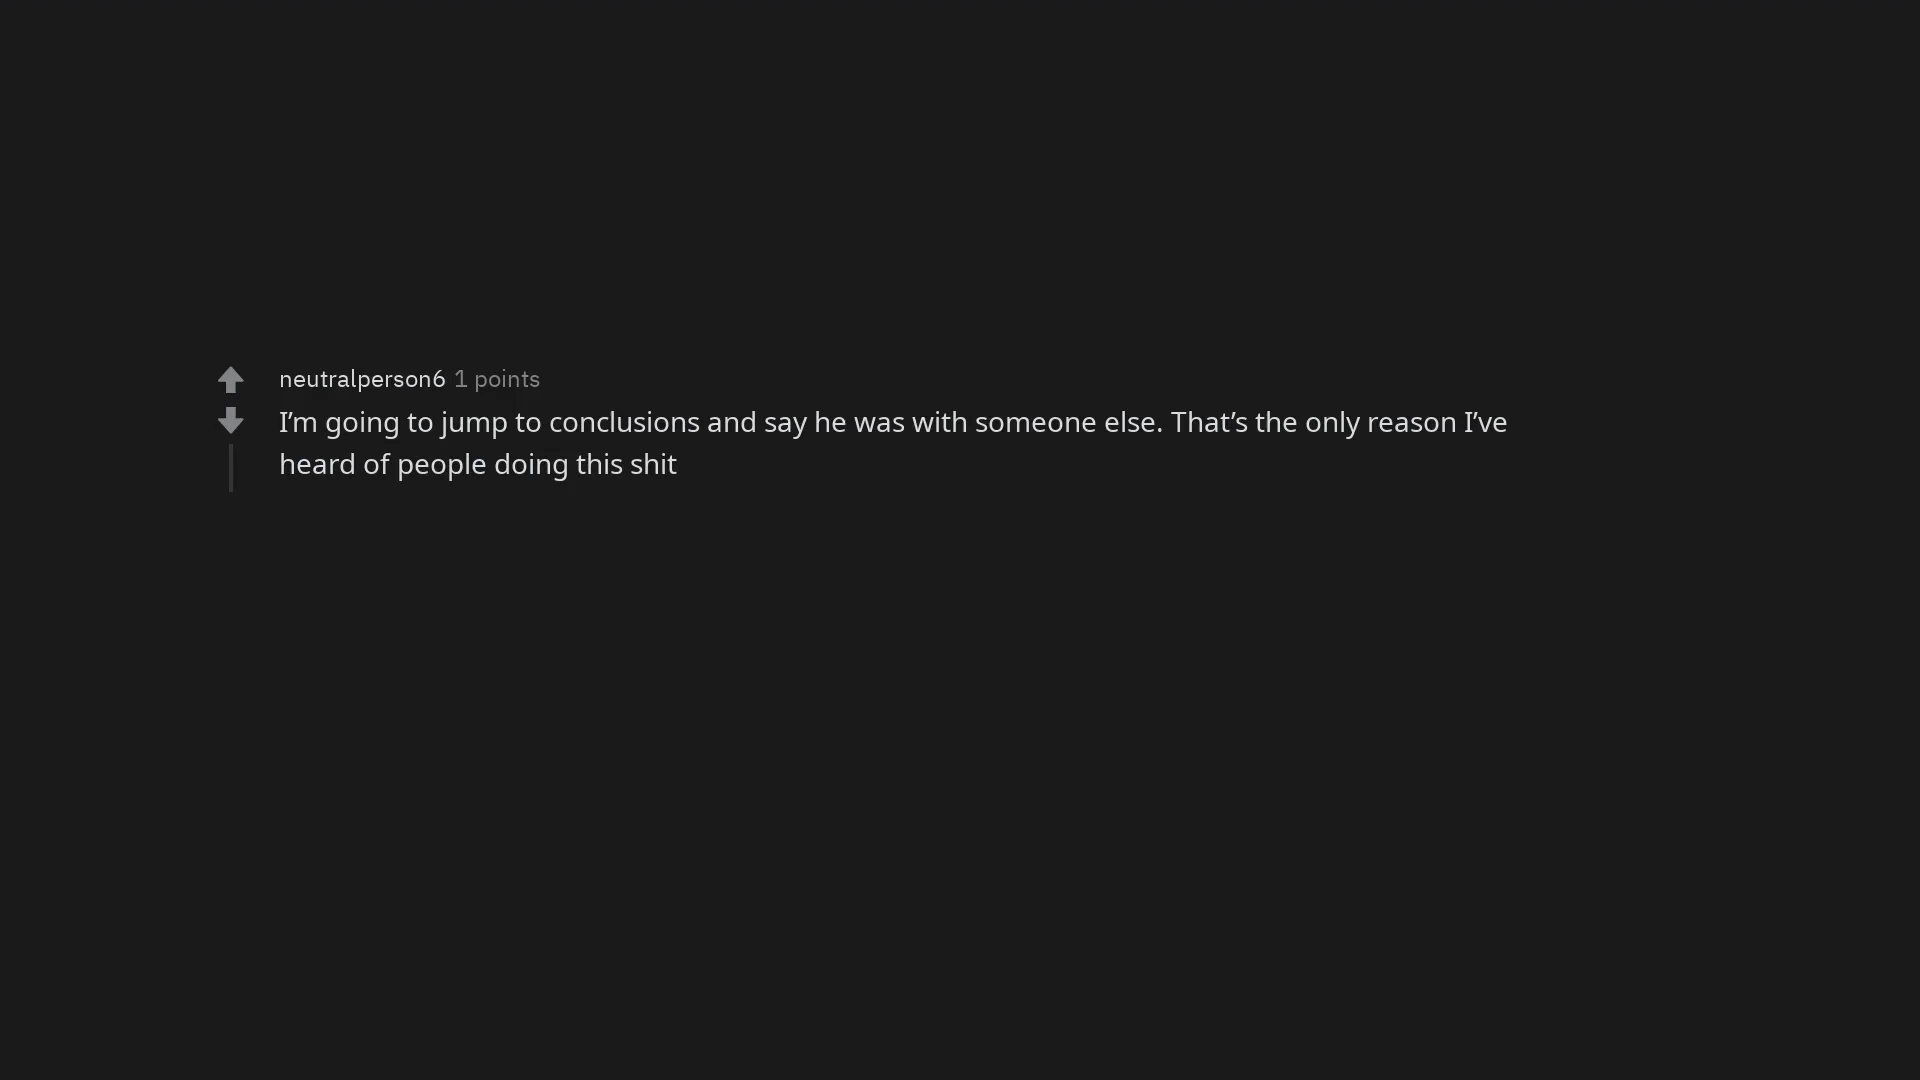 neutralperson6 1 points
I’m going to jump to conclusions and say he was with someone else. That’s the only reason I’ve
heard of people doing this shit